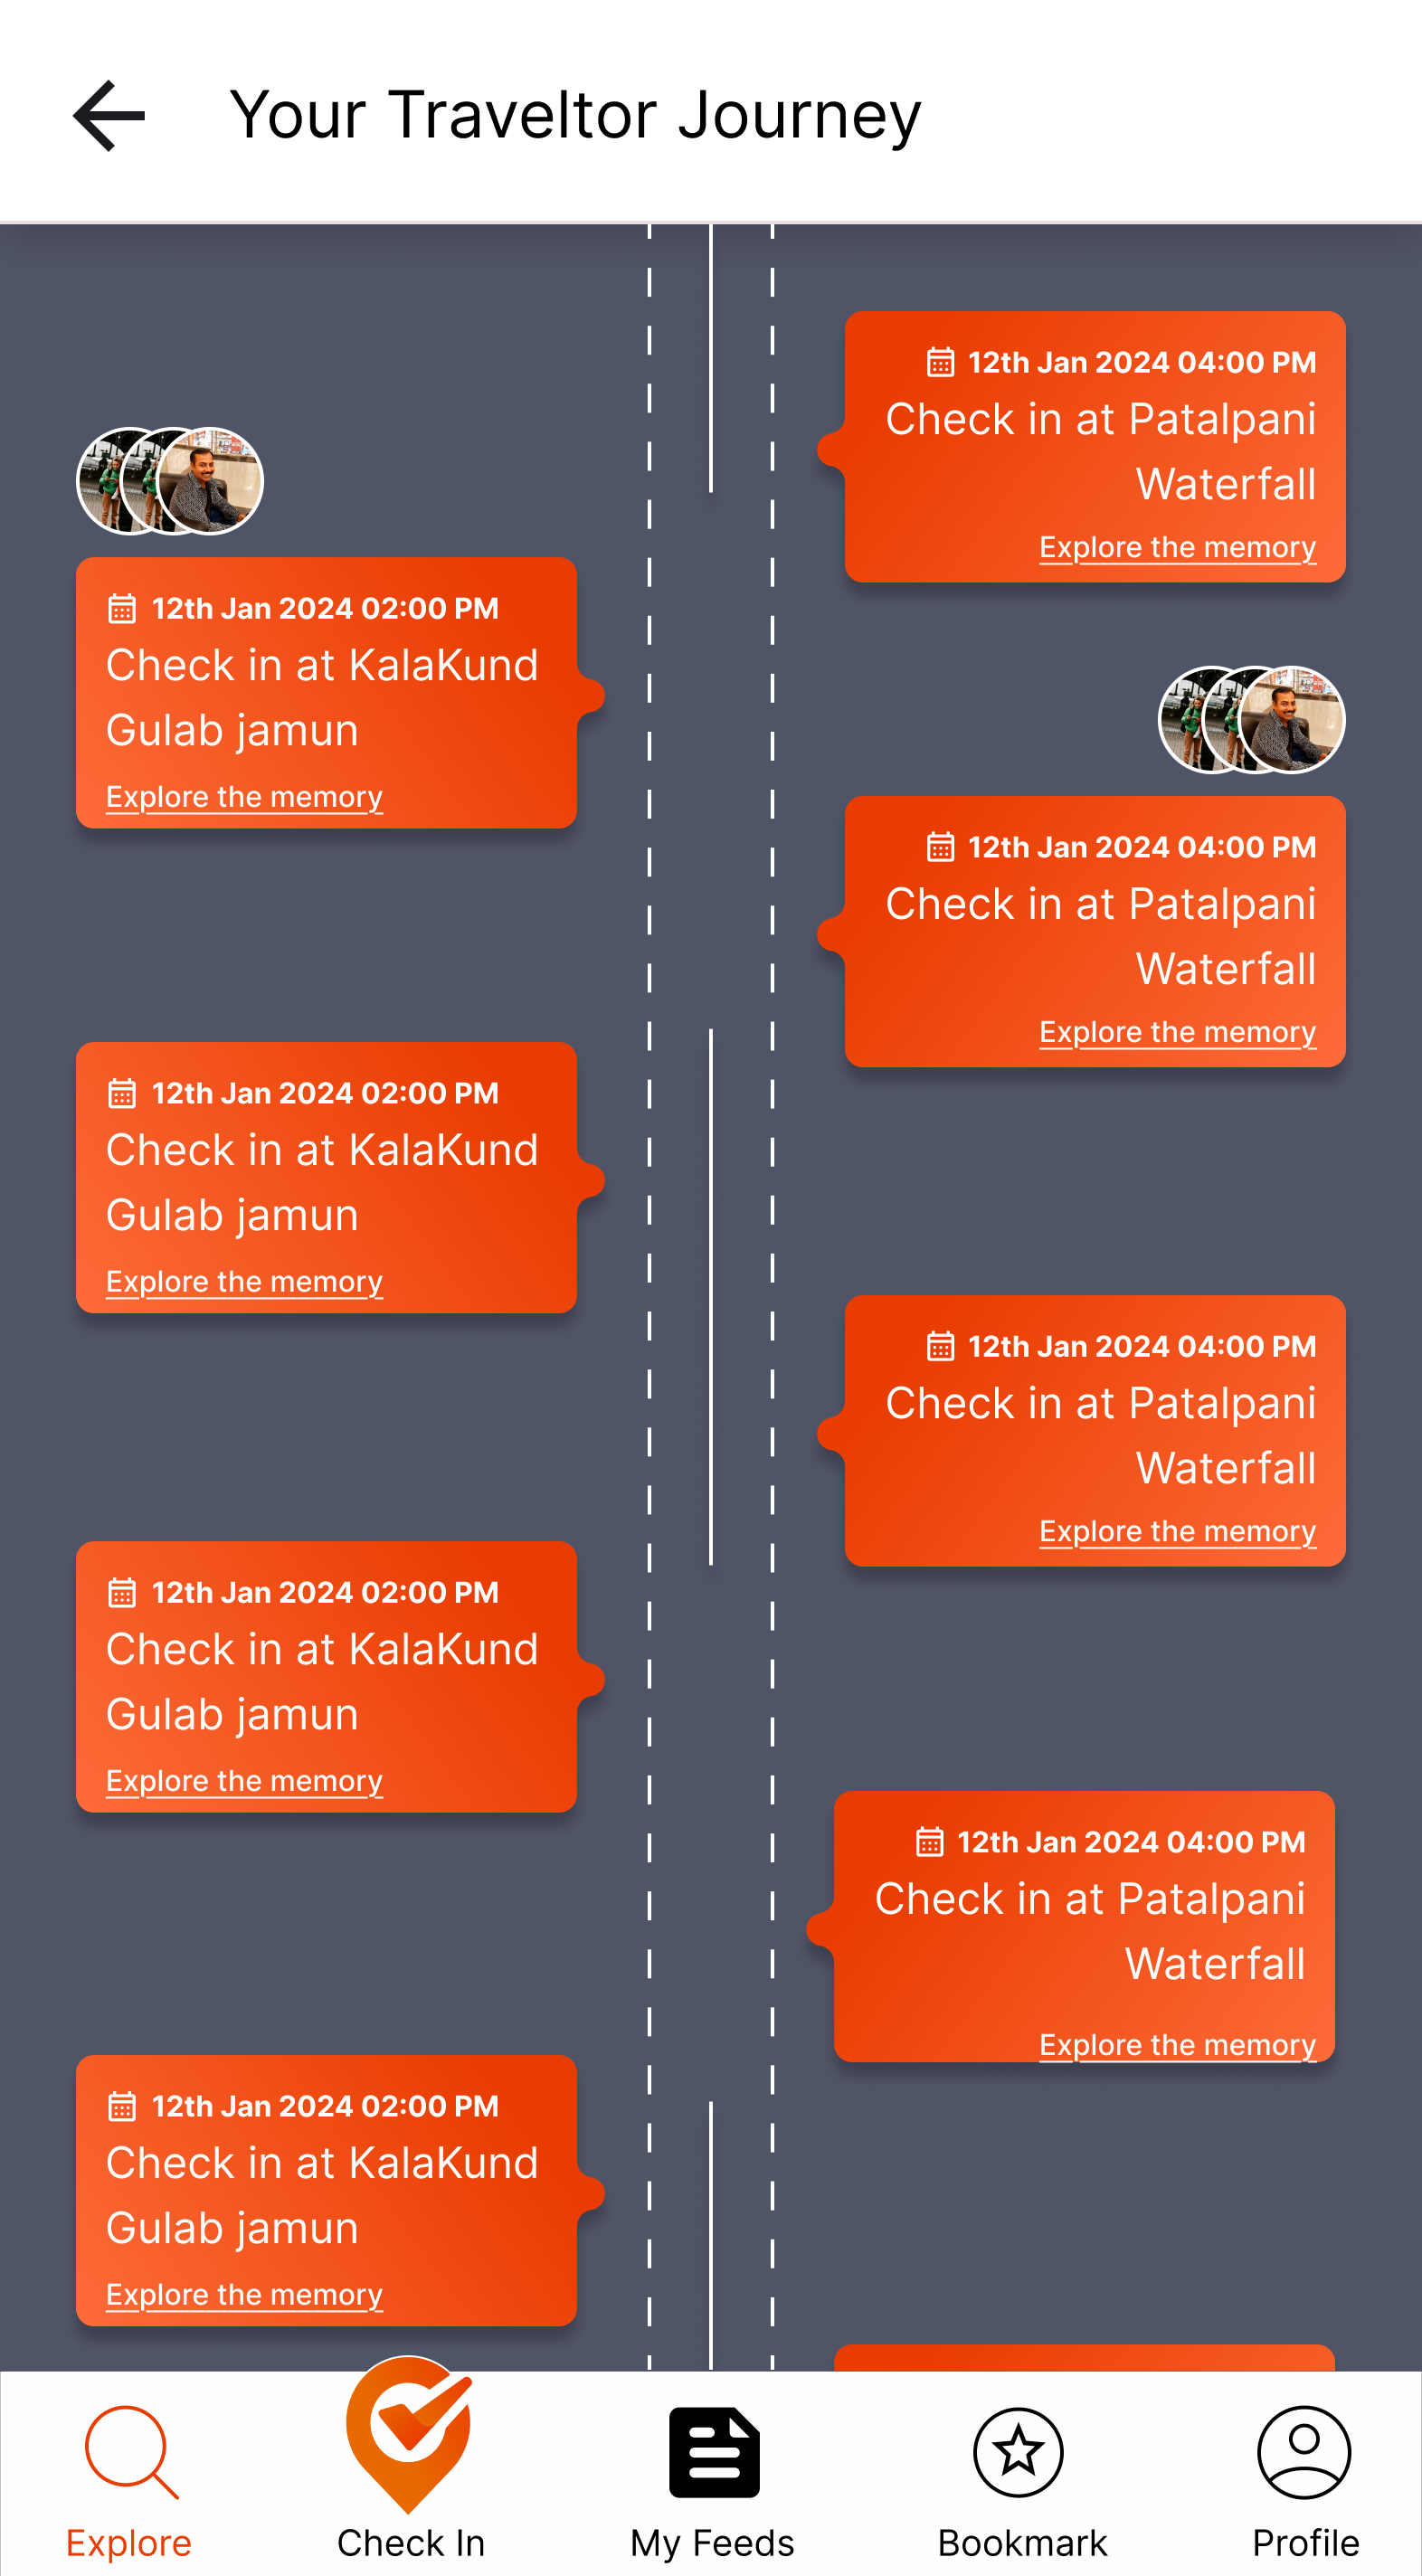 Your Traveltor Journey
12th Jan 2024 04:00 PM
Check in at Patalpani
Waterfall
Explore the memory
12th Jan 2024 02:00 PM
Check in at KalaKund
Gulab jamun
Explore the memory
12th Jan 2024 04:00 PM
Check in at Patalpani
Waterfall
Explore the memory
12th Jan 2024 02:00 PM
Check in at KalaKund
Gulab jamun
Explore the memory
12th Jan 2024 04:00 PM
Check in at Patalpani
Waterfall
Explore the memory
12th Jan 2024 02:00 PM
Check in at KalaKund
Gulab jamun
Explore the memory
12th Jan 2024 04:00 PM
Check in at Patalpani
Waterfall
Explore the memory
12th Jan 2024 02:00 PM
Check in at KalaKund
Gulab jamun
Explore the memory
Explore
Check In
My Feeds
Bookmark
Profile